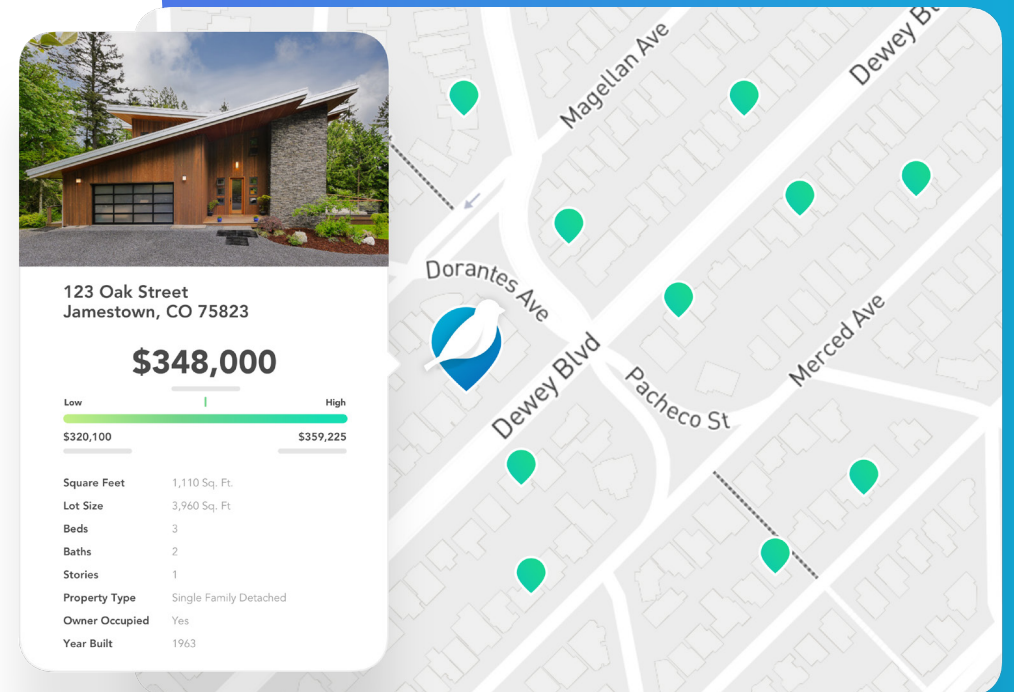 123 Oak Street
Jamestown, CO 75823
$348,000
Low High
$320,100 $359,225
Square Feet 1,110 Sq. Ft.
Lot Size 3,960 Sq. Ft
Beds 3
Baths 2
Stories 1
Property Type Single Family Detached
Owner Occupied Yes
Year Built 1963
Magellan Ave
Dewey Bl
Dorantes Ave
Dewey Blvd
Pacheco St
Merced Ave